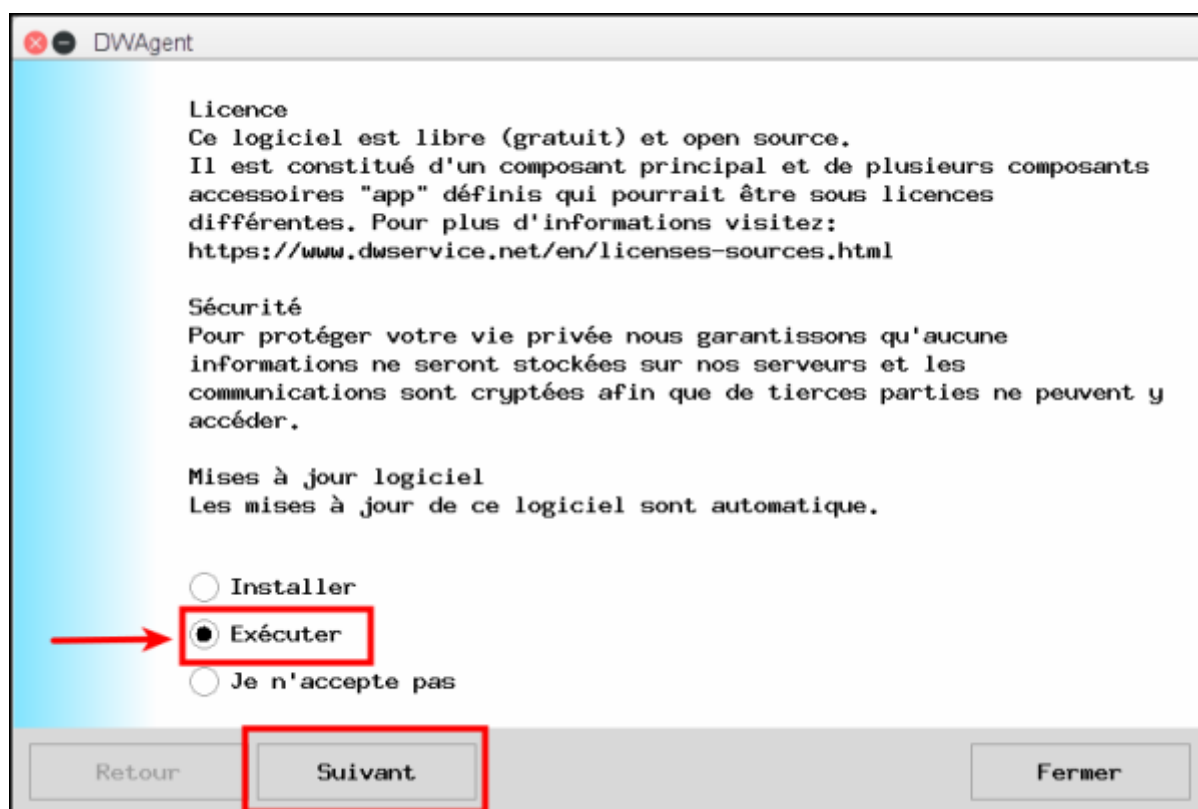 DWAgent
Licence
Ce logiciel est libre (gratuit) et open source.
Il est constitué d'un composant principal et de plusieurs composants
accessoires "app" définis qui pourrait être sous licences
différentes. Pour plus d'informations visitez:
https://www.dwservice.net/en/licenses-sources.html
Sécurité
Pour protéger votre vie privée nous garantissons qu'aucune
informations ne seront stockées sur nos serveurs et les
communications sont cryptées afin que de tierces parties ne peuvent y
accéder.
Mises à jour logiciel
Les mises à jour de ce logiciel sont automatique.
Installer
Exécuter
Je n'accepte pas
Retour
Suivant
Fermer